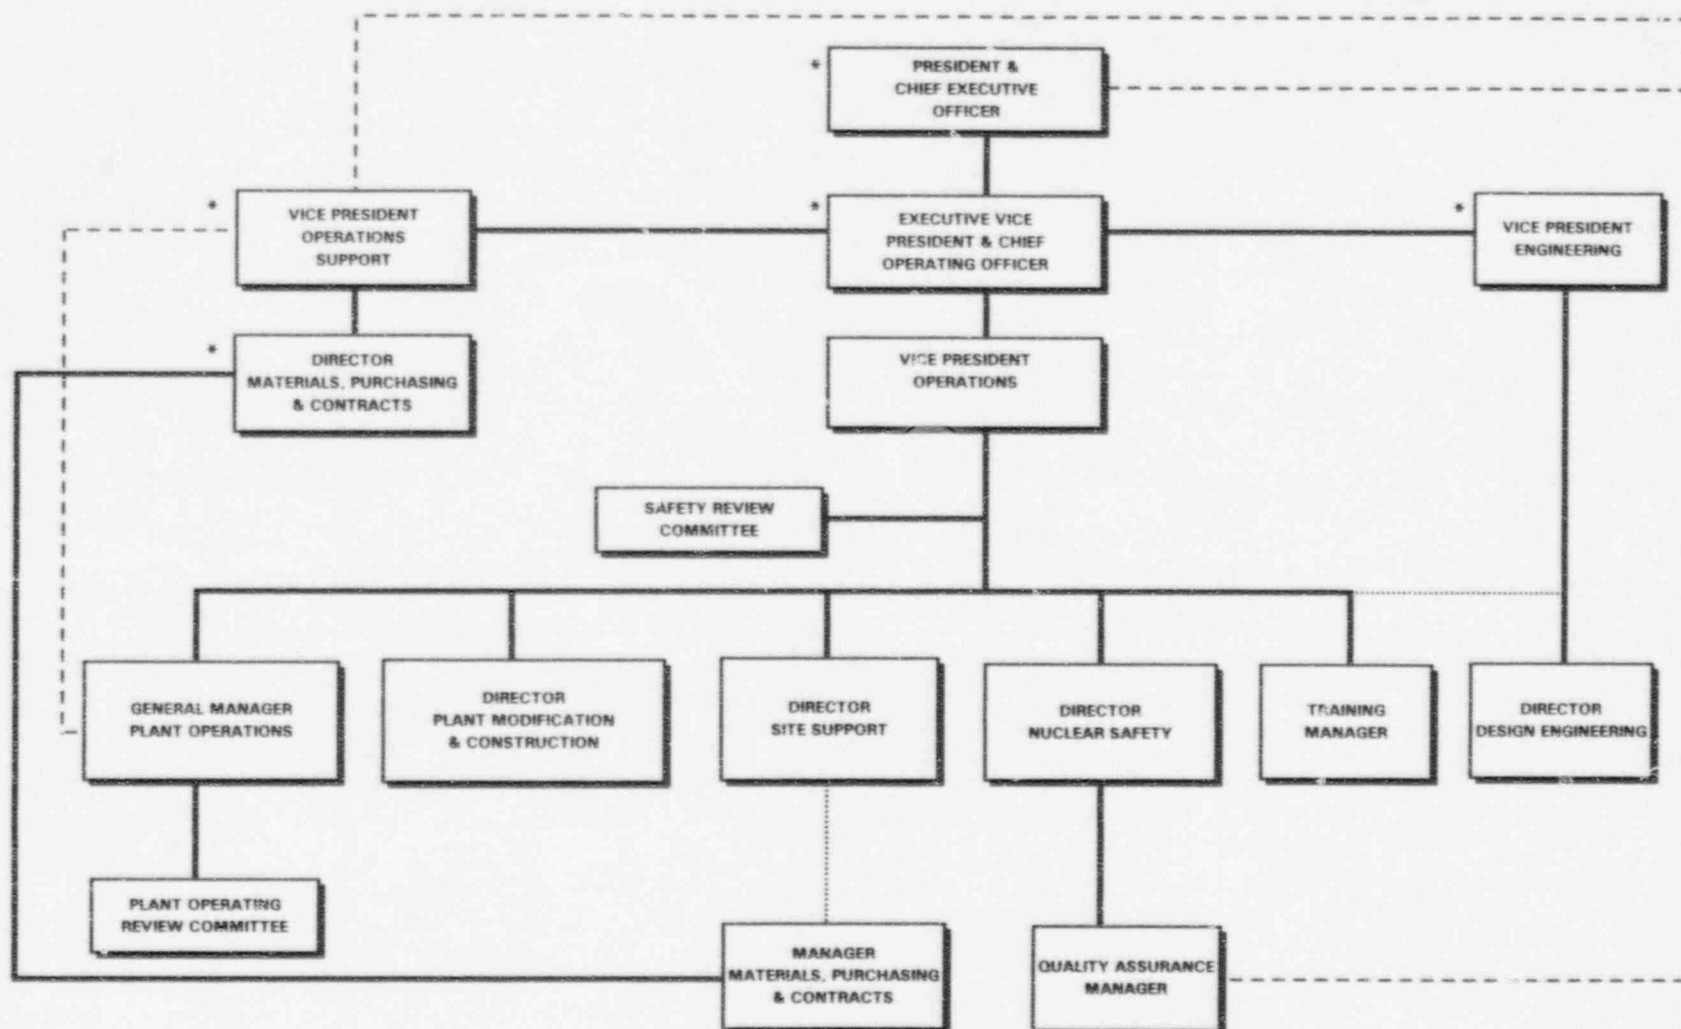 *
PRESIDENT &
CHIEF EXECUTIVE
OFFICER
*
VICE PRESIDENT
OPERATIONS
SUPPORT
*
EXECUTIVE VICE
PRESIDENT & CHIEF
OPERATING OFFICER
*
VICE PRESIDENT
ENGINEERING
*
DIRECTOR
MATERIALS, PURCHASING
& CONTRACTS
VICE PRESIDENT
OPERATIONS
SAFETY REVIEW
COMMITTEE
GENERAL MANAGER
PLANT OPERATIONS
DIRECTOR
PLANT MODIFICATION
& CONSTRUCTION
DIRECTOR
SITE SUPPORT
DIRECTOR
NUCLEAR SAFETY
TRAINING
MANAGER
DIRECTOR
DESIGN ENGINEERING
PLANT OPERATING
REVIEW COMMITTEE
MANAGER
MATERIALS, PURCHASING
& CONTRACTS
QUALITY ASSURANCE
MANAGER